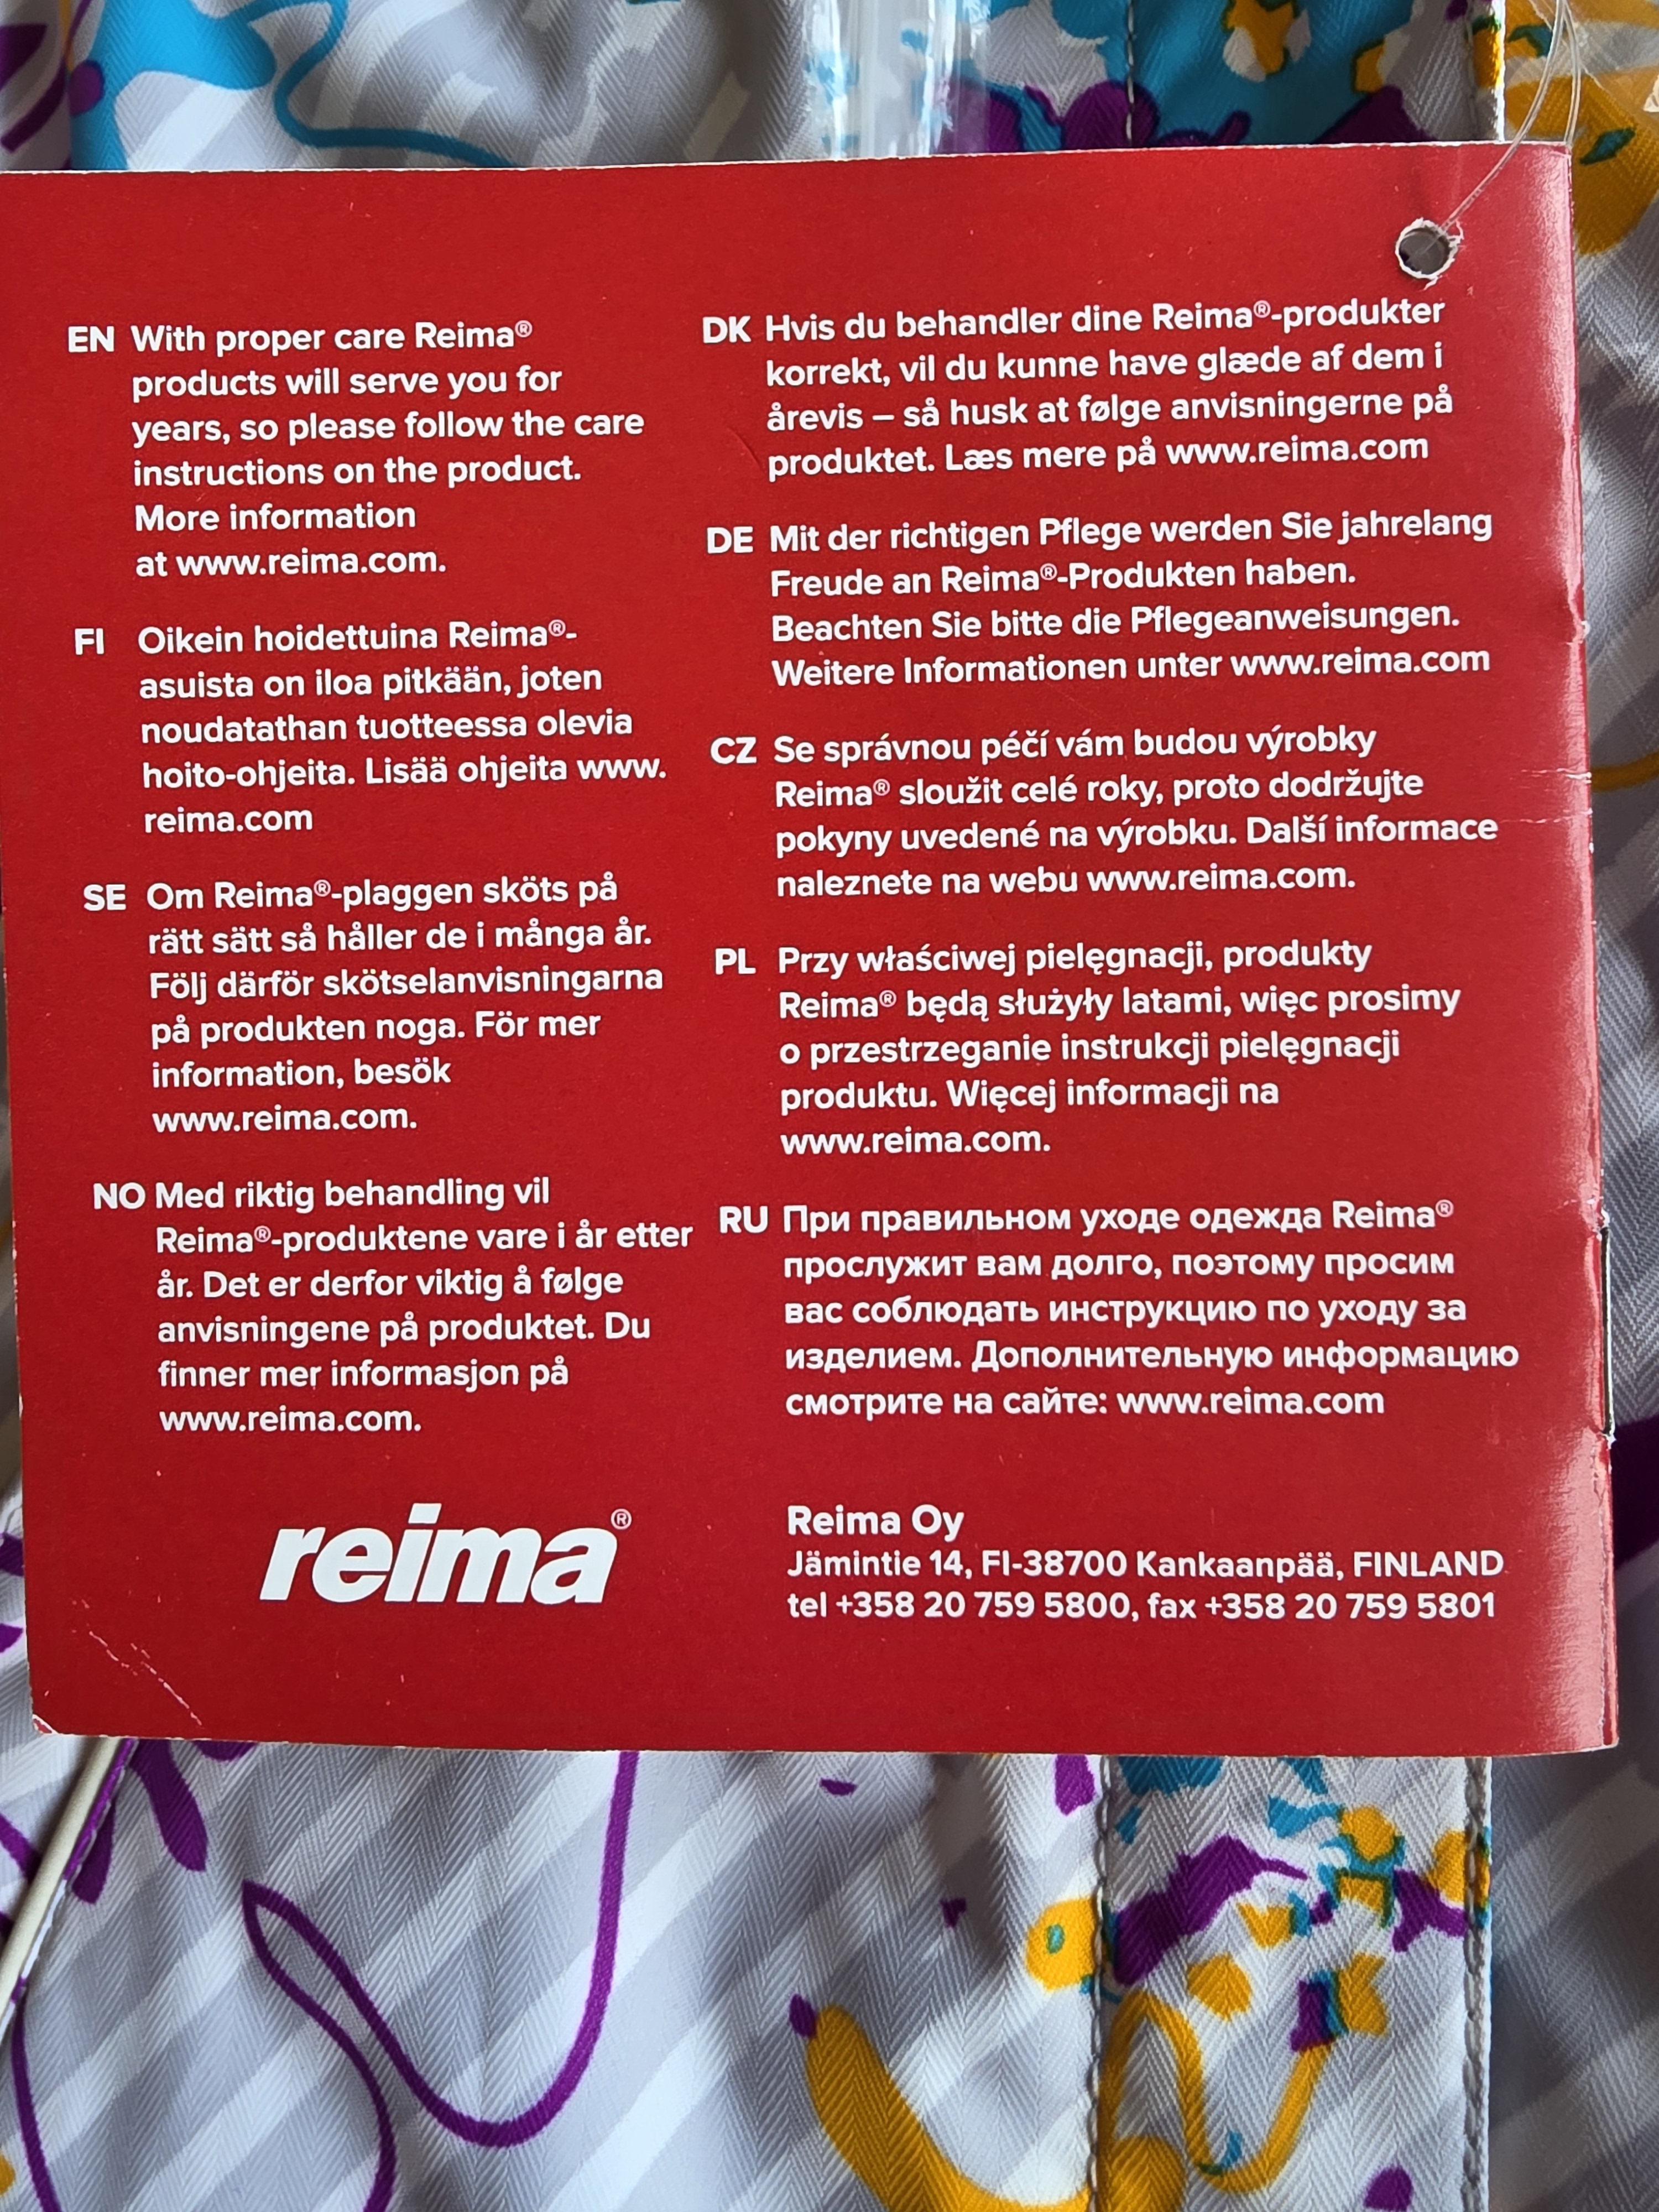 EN With proper care Reima®
products will serve you for
years, so please follow the care
instructions on the product.
More information
at www.reima.com.
FI Oikein hoidettuina Reima®-
asuista on iloa pitkään, joten
noudatathan tuotteessa olevia
hoito-ohjeita. Lisää ohjeita www.
reima.com
SE Om Reima®-plaggen sköts på
rätt sätt så håller de i många år.
Följ därför skötselanvisningarna
på produkten noga. För mer
information, besök
www.reima.com.
NO Med riktig behandling vil
Reima®-produktene vare i år etter
år. Det er derfor viktig å følge
anvisningene på produktet. Du
finner mer informasjon på
www.reima.com.
DK Hvis du behandler dine Reima®-produkter
korrekt, vil du kunne have glæde af dem i
årevis – så husk at følge anvisningerne på
produktet. Læs mere på www.reima.com
DE Mit der richtigen Pflege werden Sie jahrelang
Freude an Reima®-Produkten haben.
Beachten Sie bitte die Pflegeanweisungen.
Weitere Informationen unter www.reima.com
CZ Se správnou péčí vám budou výrobky
Reima® sloužit celé roky, proto dodržujte
pokyny uvedené na výrobku. Další informace
naleznete na webu www.reima.com.
PL Przy właściwej pielęgnacji, produkty
Reima® będą służyły latami, więc prosimy
o przestrzeganie instrukcji pielęgnacji
produktu. Więcej informacji na
www.reima.com.
RU При правильном уходе одежда Reima®
прослужит вам долго, поэтому просим
вас соблюдать инструкцию по уходу за
изделием. Дополнительную информацию
смотрите на сайте: www.reima.com
reima®
Reima Oy
Jämintie 14, FI-38700 Kankaanpää, FINLAND
tel +358 20 759 5800, fax +358 20 759 5801